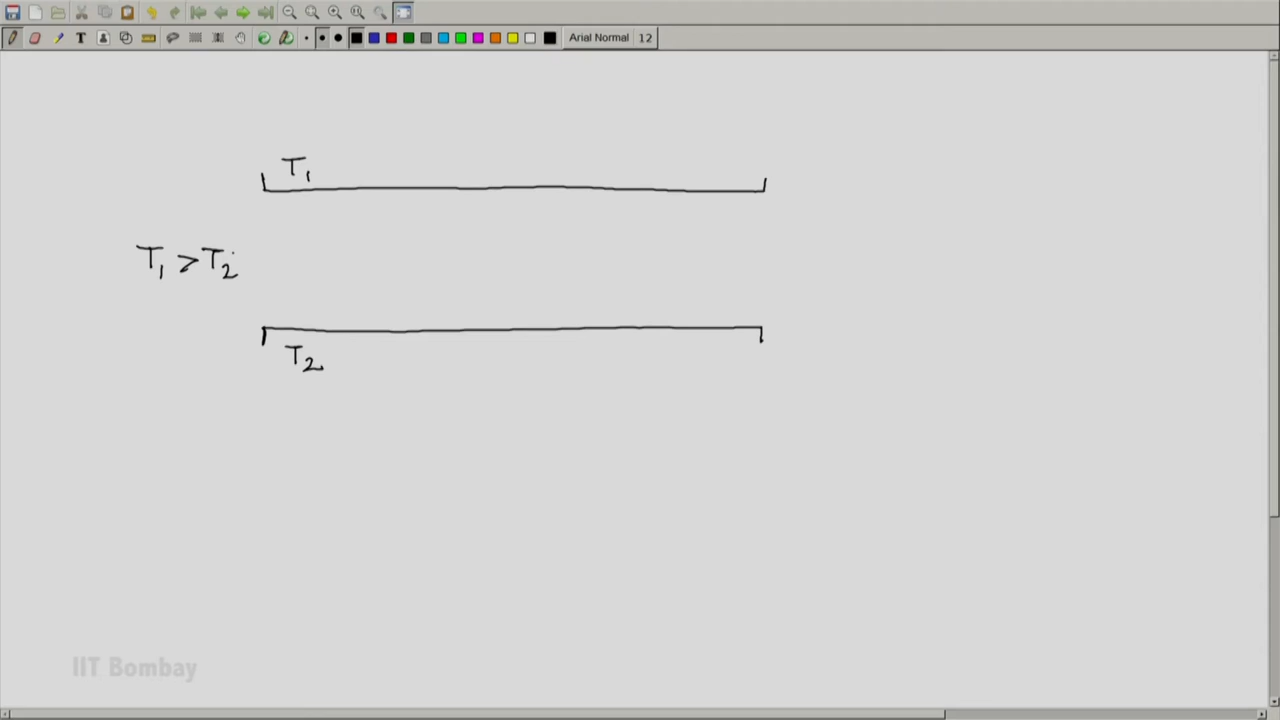 T Arial Normal 12
T₁
T₁ > T₂
T₂
IIT Bombay